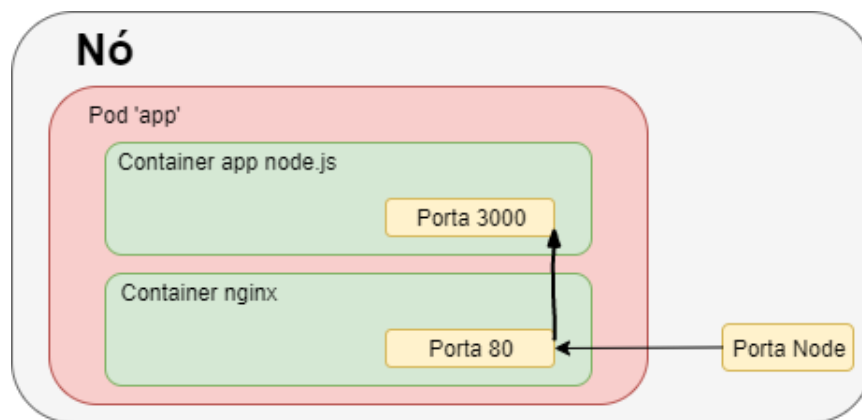 Nó
Pod 'app'
Container app node.js
Porta 3000
Container nginx
Porta 80
Porta Node